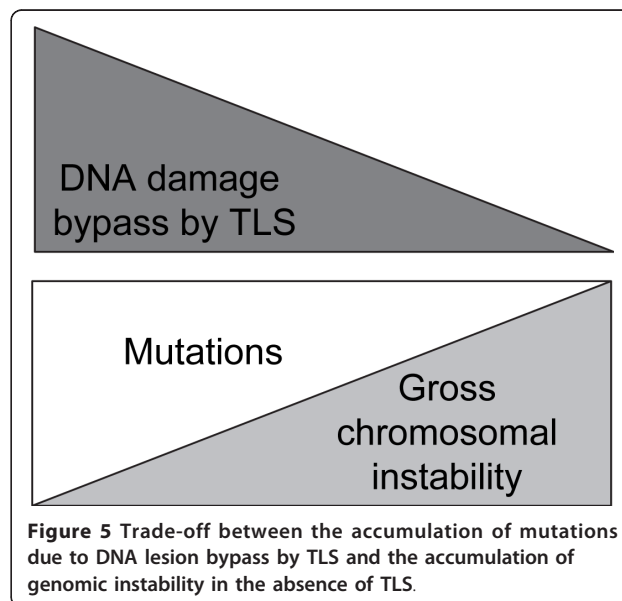 DNA damage
bypass by TLS
Mutations
Gross
chromosomal
instability
Figure 5 Trade-off between the accumulation of mutations
due to DNA lesion bypass by TLS and the accumulation of
genomic instability in the absence of TLS.